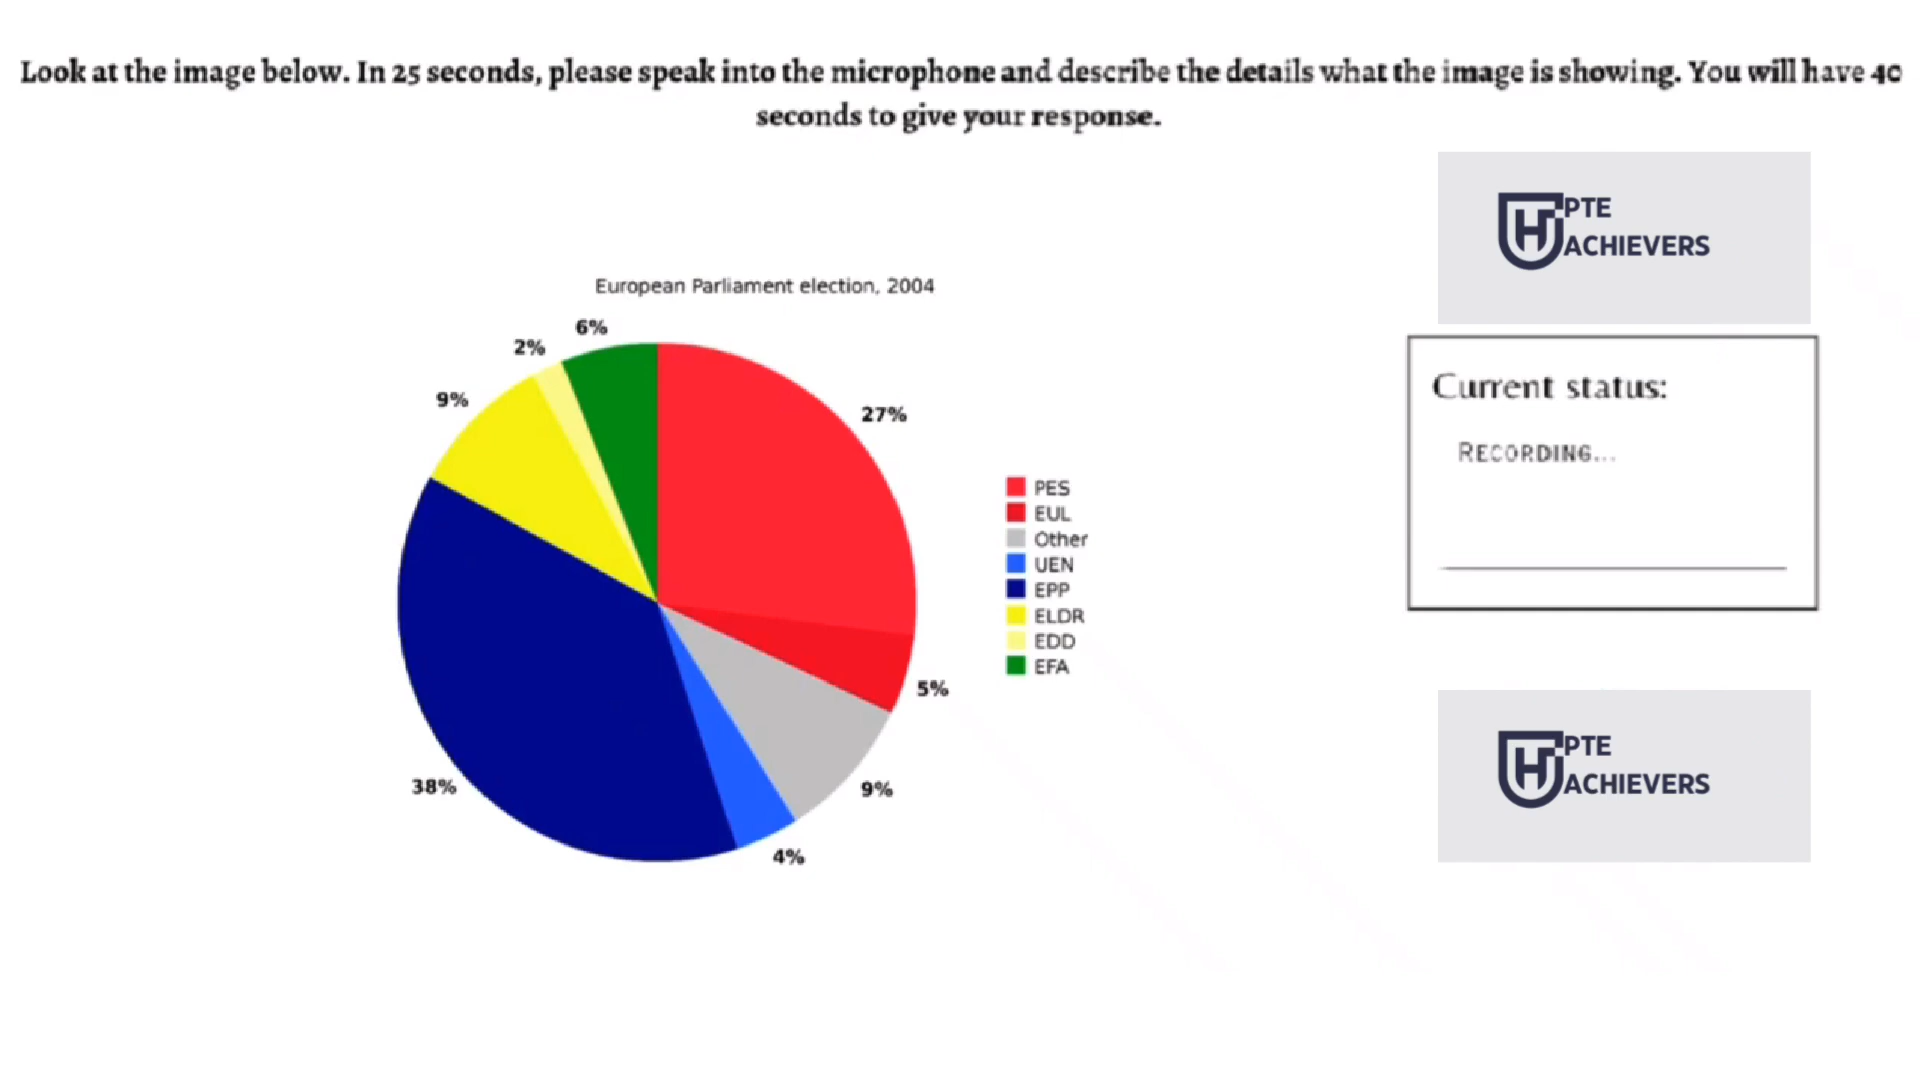 Look at the image below. In 25 seconds, please speak into the microphone and describe the details what the image is showing. You will have 40
seconds to give your response.
PTE
ACHIEVERS
European Parliament election, 2004
6%
2%
9%
27%
Current status:
RECORDING...
PES
EUL
Other
UEN
EPP
ELDR
EDD
EFA
5%
38%
9%
4%
PTE
ACHIEVERS